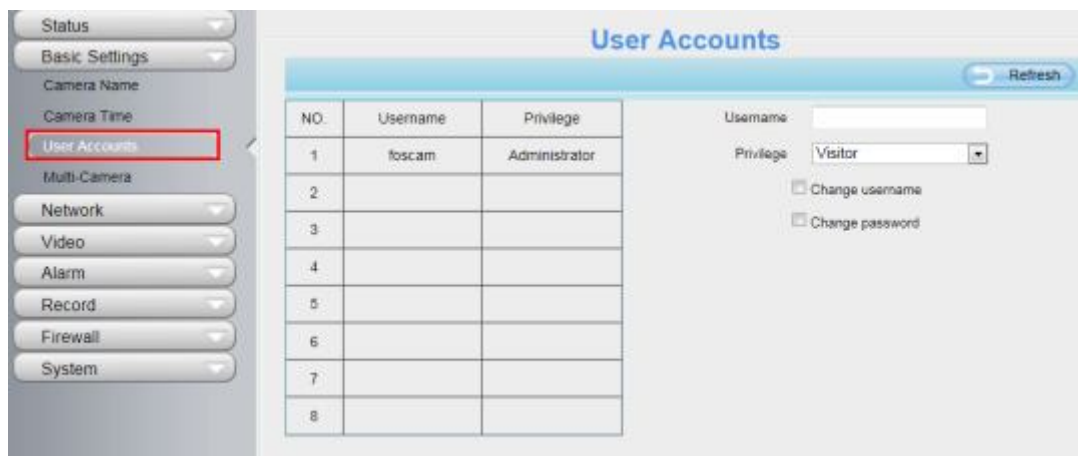 Status
Basic Settings
Camera Name
Camera Time
User Accounts
Multi-Camera
Network
Video
Alarm
Record
Firewall
System
User Accounts
Refresh
NO. Username Privilege
1 foscam Administrator
2
3
4
5
6
7
8
Username
Privilege Visitor
Change username
Change password